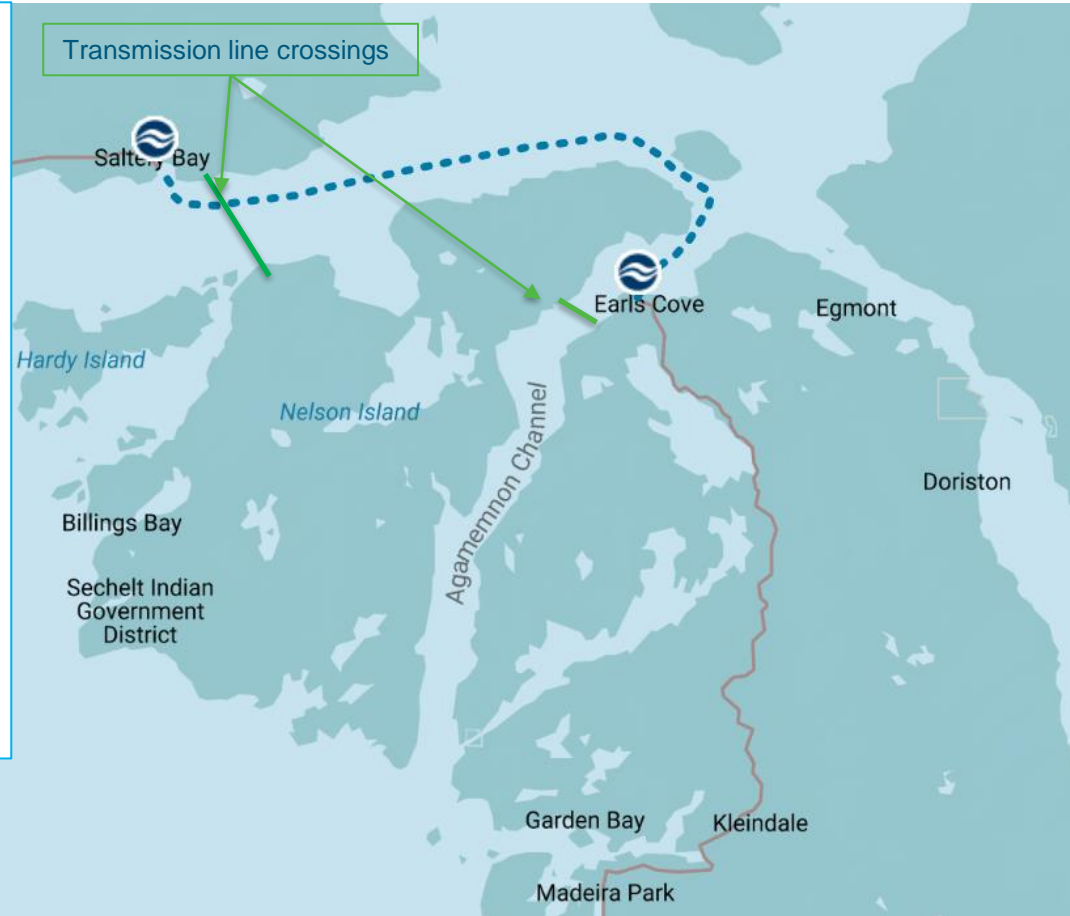 Transmission line crossings
Saltery Bay
Earls Cove
Egmont
Hardy Island
Nelson Island
Agamemnon Channel
Doriston
Billings Bay
Sechelt Indian
Government
District
Garden Bay
Kleindale
Madeira Park